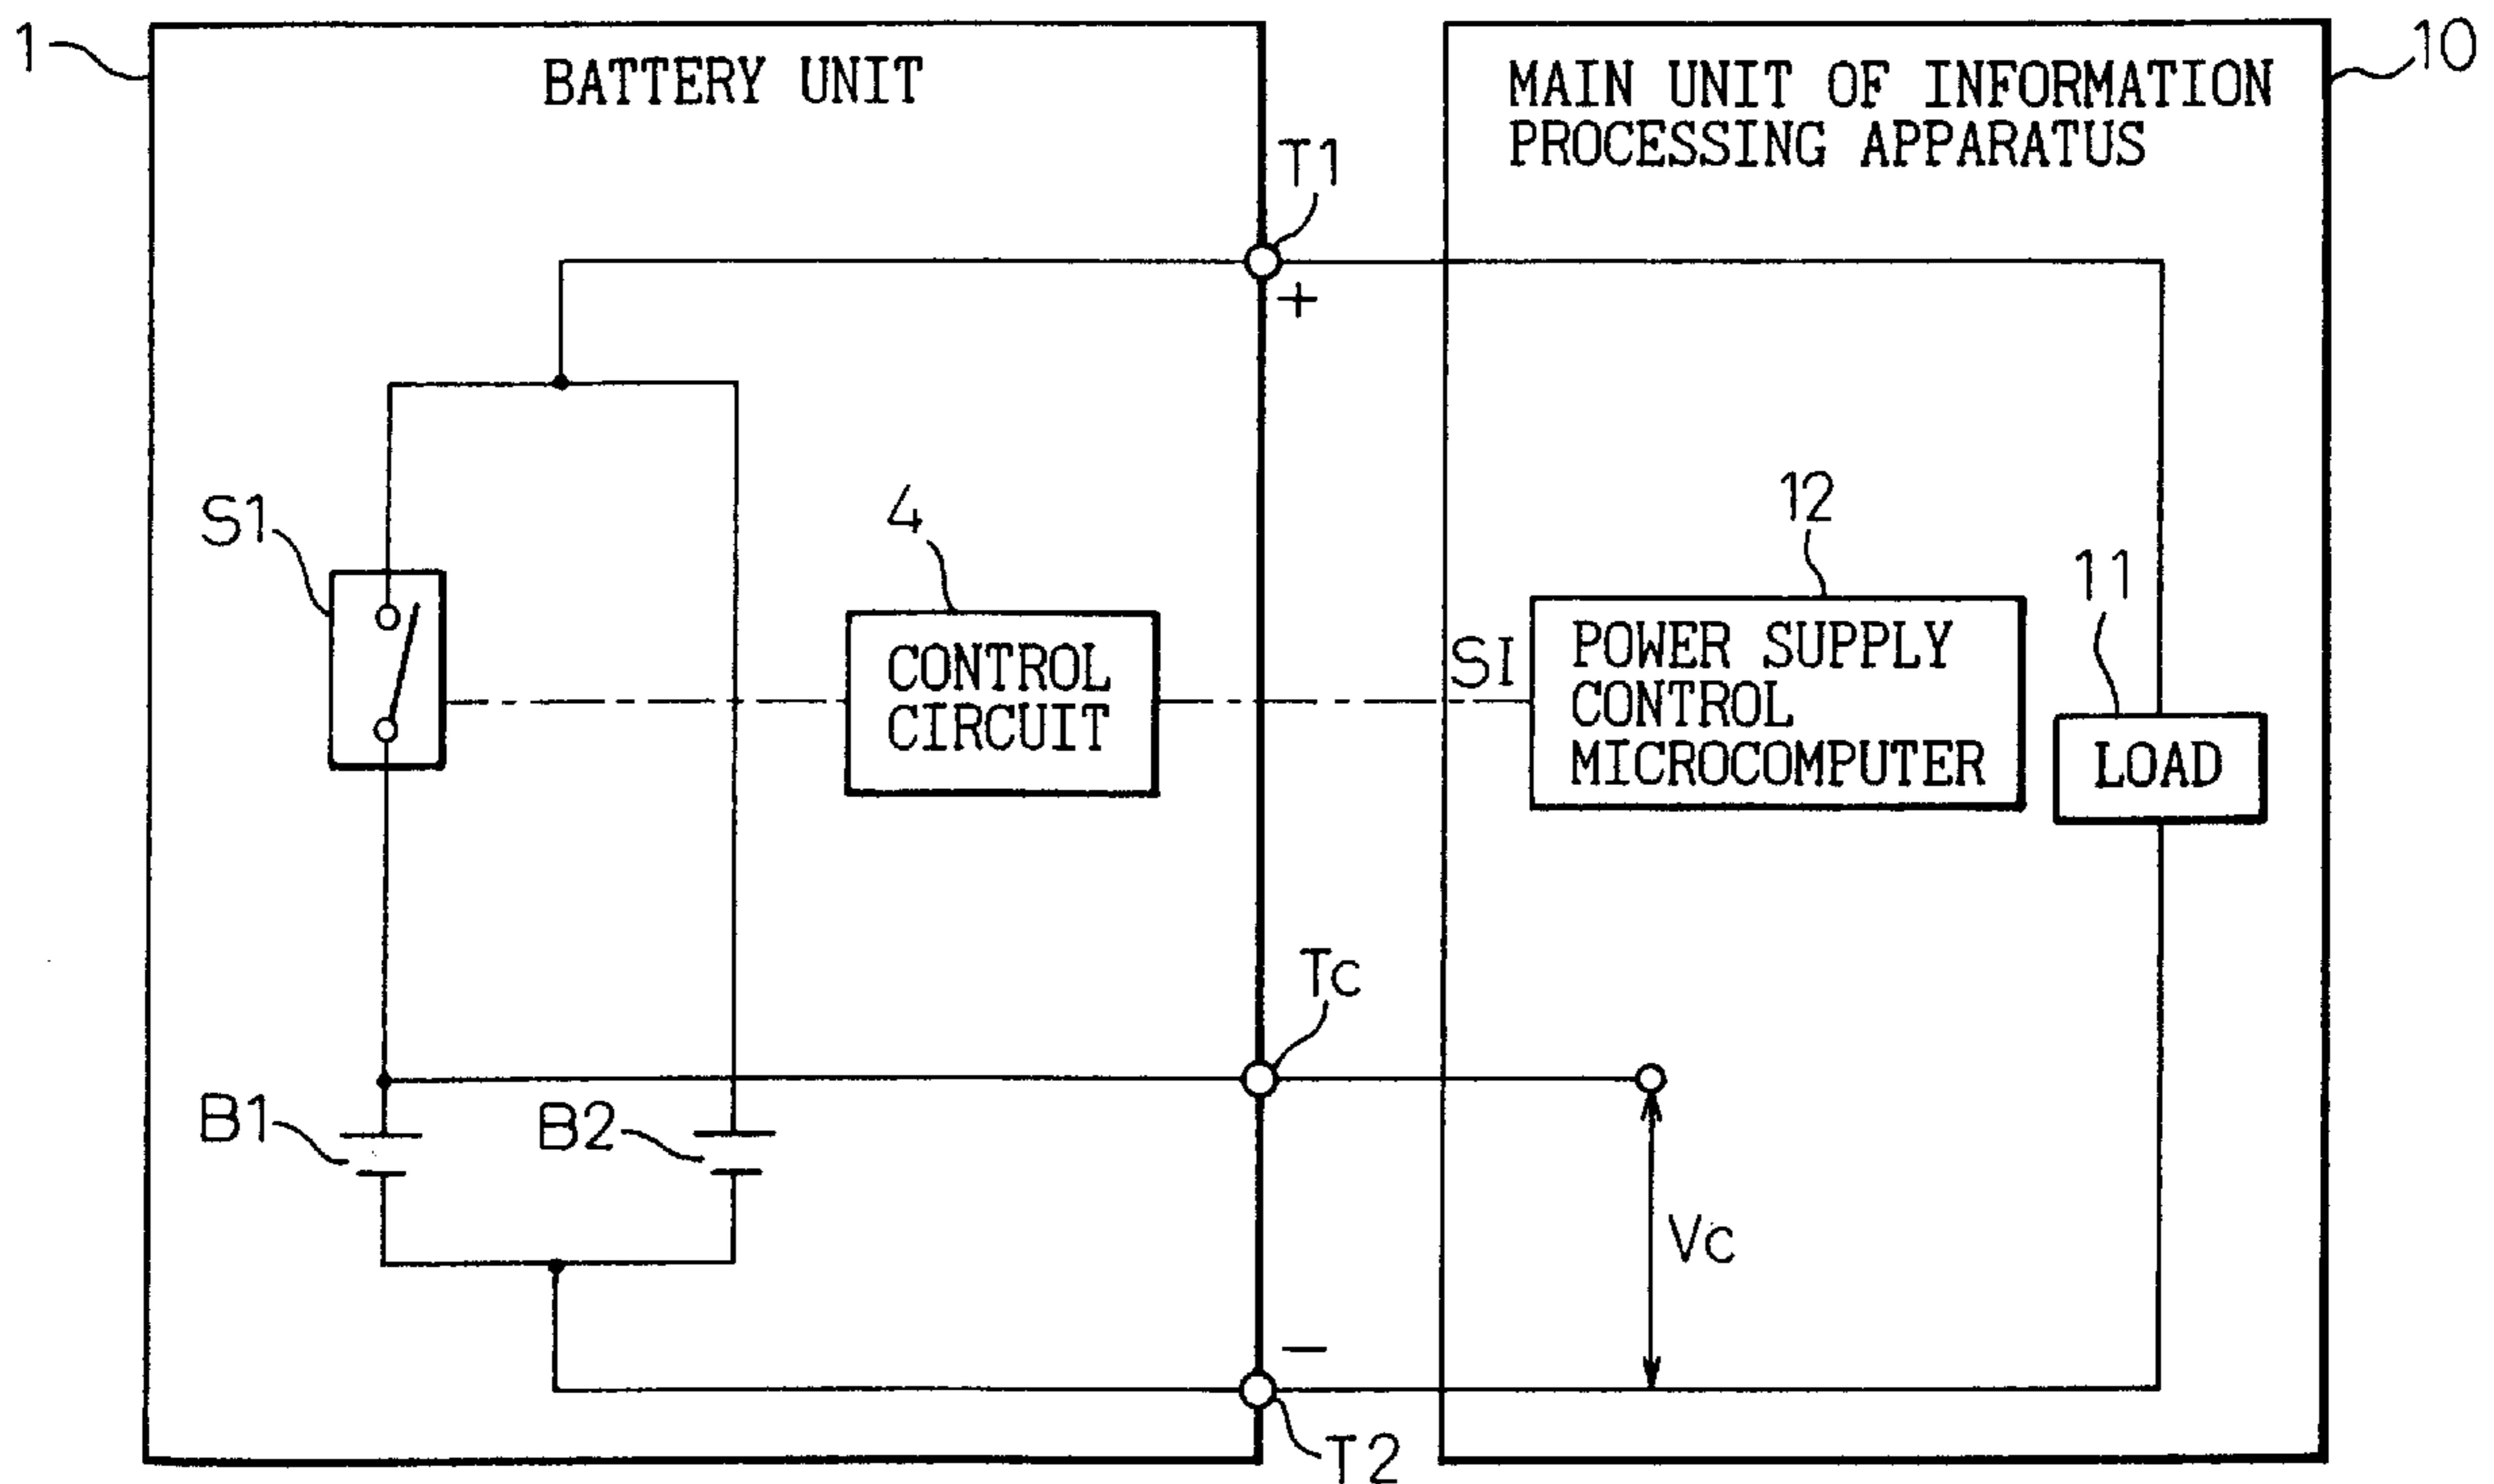 1
BATTERY UNIT
MAIN UNIT OF INFORMATION
PROCESSING APPARATUS
10
T1
+
S1
4
CONTROL
CIRCUIT
SI
12
POWER SUPPLY
CONTROL
MICROCOMPUTER
11
LOAD
Tc
B1
B2
Vc
−
T2